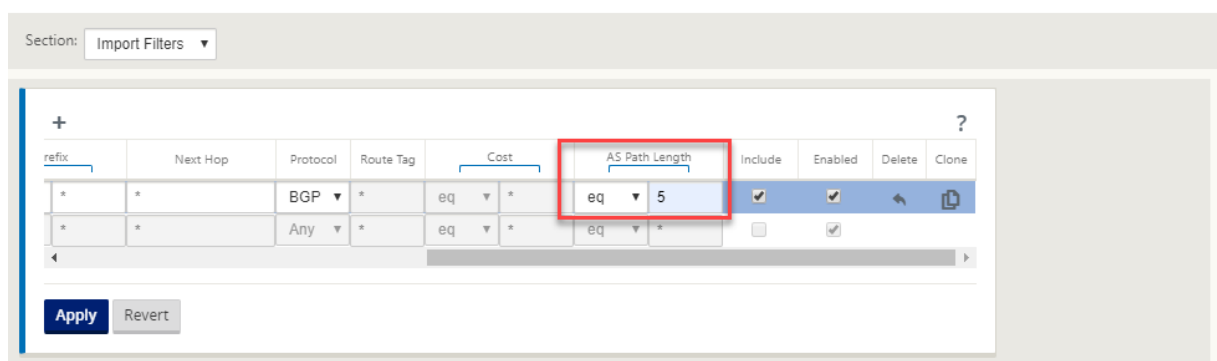 Section: Import Filters ▼
+ ?
refix Next Hop Protocol Route Tag Cost AS Path Length Include Enabled Delete Clone
* * BGP ▼ * eq ▼ * eq ▼ 5
* * Any ▼ * eq ▼ * eq ▼ *
Apply Revert